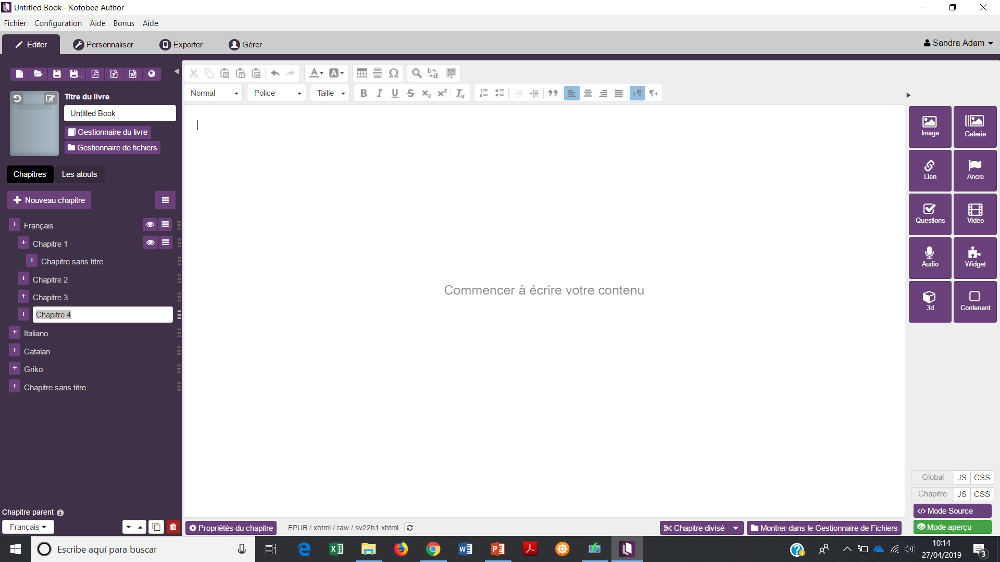 Untitled Book - Kotobee Author
Fichier Configuration Aide Bonus Aide
Editer Personnaliser Exporter Gérer Sandra Adam
Titre du livre
Untitled Book
Gestionnaire du livre
Gestionnaire de fichiers
Chapitres Les atouts
Nouveau chapitre
Français
Chapitre 1
Chapitre sans titre
Chapitre 2
Chapitre 3
Chapitre 4
Italiano
Catalan
Griko
Chapitre sans titre
Chapitre parent
Français
Normal Police Taille
Commencer à écrire votre contenu
Image Galerie
Lien Ancre
Questions Vidéo
Audio Widget
3d Contenant
Global JS CSS
Chapitre JS CSS
</> Mode Source
Mode aperçu
Propriétés du chapitre EPUB / xhtml / raw / sv22h1.xhtml Chapitre divisé Montrer dans le Gestionnaire de Fichiers
Escribe aquí para buscar
10:14
27/04/2019
3